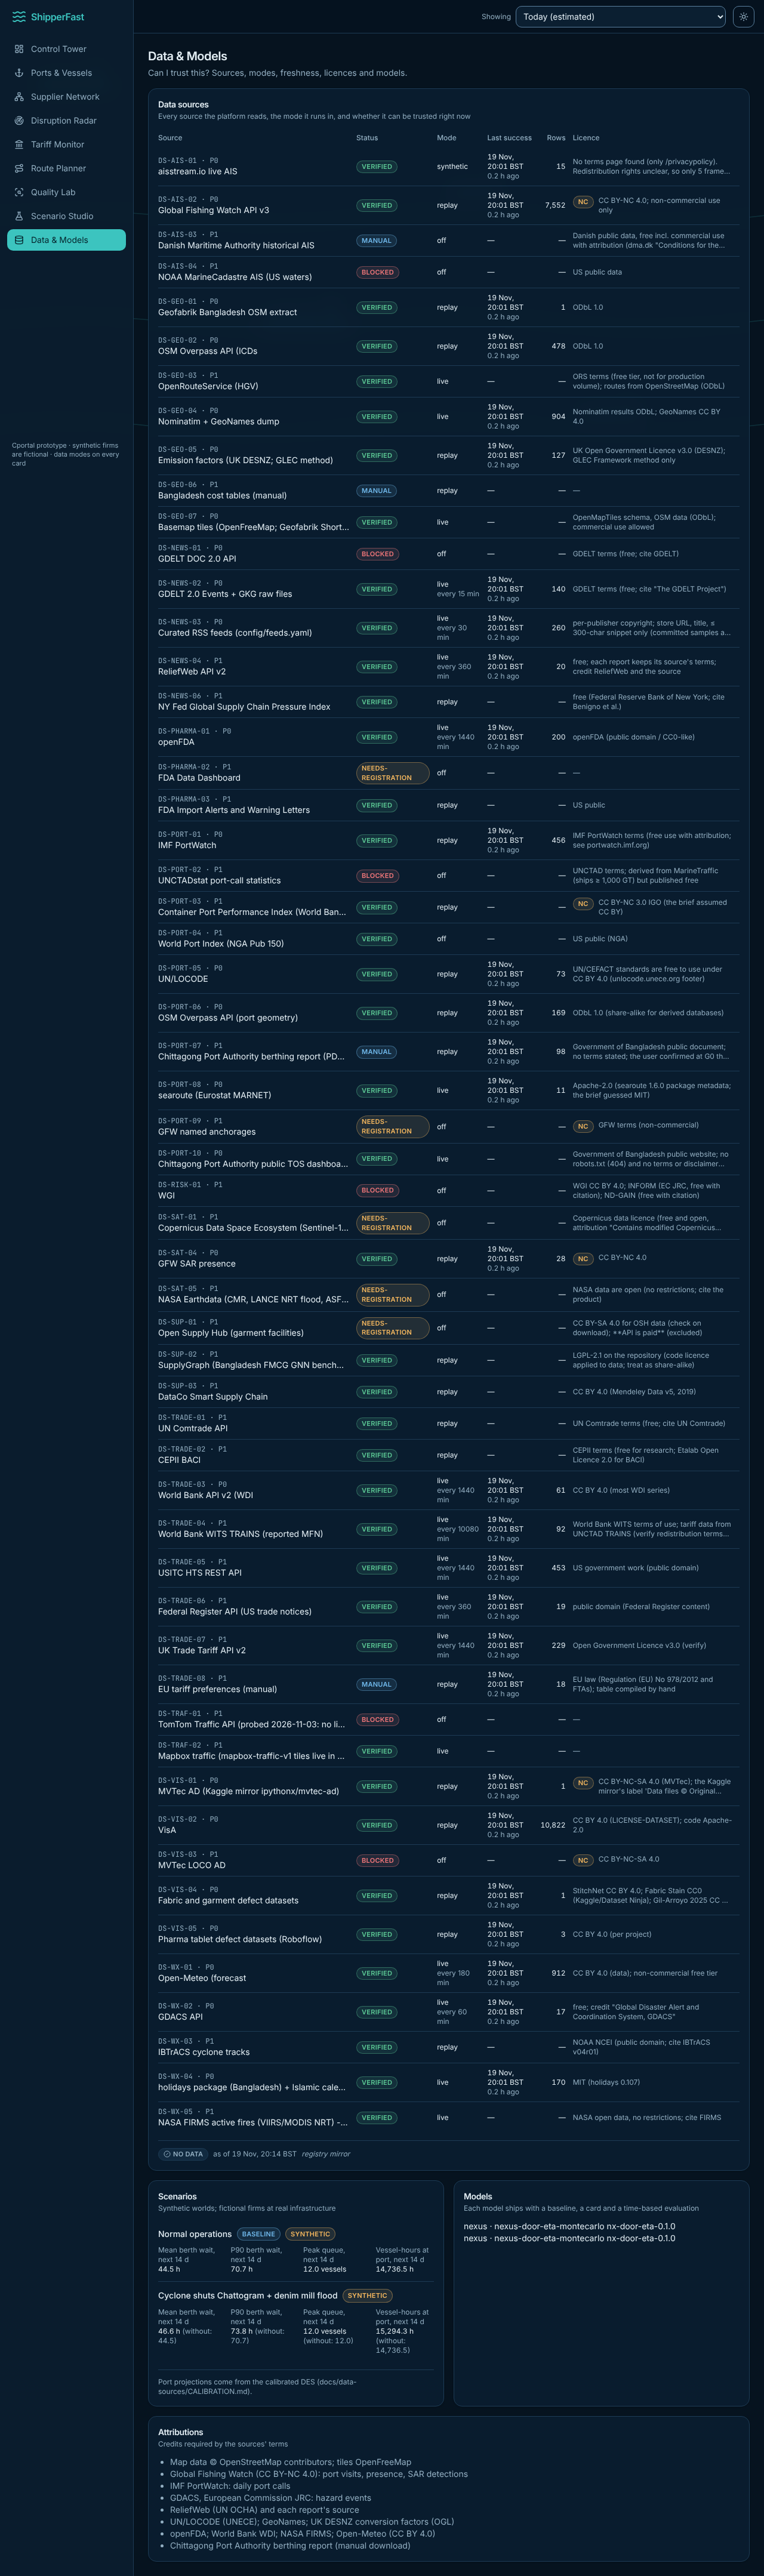 ShipperFast
Control Tower
Ports & Vessels
Supplier Network
Disruption Radar
Tariff Monitor
Route Planner
Quality Lab
Scenario Studio
Data & Models
Cportal prototype · synthetic firms
are fictional · data modes on every
card
Showing
Today (estimated)
Data & Models
Can I trust this? Sources, modes, freshness, licences and models.
Data sources
Every source the platform reads, the mode it runs in, and whether it can be trusted right now
Source Status Mode Last success Rows Licence
DS-AIS-01 · P0
aisstream.io live AIS
VERIFIED
synthetic
19 Nov,
20:01 BST
0.2 h ago
15
No terms page found (only /privacypolicy).
Redistribution rights unclear, so only 5 frame...
DS-AIS-02 · P0
Global Fishing Watch API v3
VERIFIED
replay
19 Nov,
20:01 BST
0.2 h ago
7,552
NC
CC BY-NC 4.0; non-commercial use
only
DS-AIS-03 · P1
Danish Maritime Authority historical AIS
MANUAL
off
—
—
Danish public data, free incl. commercial use
with attribution (dma.dk "Conditions for the...
DS-AIS-04 · P1
NOAA MarineCadastre AIS (US waters)
BLOCKED
off
—
—
US public data
DS-GEO-01 · P0
Geofabrik Bangladesh OSM extract
VERIFIED
replay
19 Nov,
20:01 BST
0.2 h ago
1
ODbL 1.0
DS-GEO-02 · P0
OSM Overpass API (ICDs
VERIFIED
replay
19 Nov,
20:01 BST
0.2 h ago
478
ODbL 1.0
DS-GEO-03 · P1
OpenRouteService (HGV)
VERIFIED
live
—
—
ORS terms (free tier, not for production
volume); routes from OpenStreetMap (ODbL)
DS-GEO-04 · P0
Nominatim + GeoNames dump
VERIFIED
live
19 Nov,
20:01 BST
0.2 h ago
904
Nominatim results ODbL; GeoNames CC BY
4.0
DS-GEO-05 · P0
Emission factors (UK DESNZ; GLEC method)
VERIFIED
replay
19 Nov,
20:01 BST
0.2 h ago
127
UK Open Government Licence v3.0 (DESNZ);
GLEC Framework method only
DS-GEO-06 · P1
Bangladesh cost tables (manual)
MANUAL
replay
—
—
—
DS-GEO-07 · P0
Basemap tiles (OpenFreeMap; Geofabrik Short...
VERIFIED
live
—
—
OpenMapTiles schema, OSM data (ODbL);
commercial use allowed
DS-NEWS-01 · P0
GDELT DOC 2.0 API
BLOCKED
off
—
—
GDELT terms (free; cite GDELT)
DS-NEWS-02 · P0
GDELT 2.0 Events + GKG raw files
VERIFIED
live
every 15 min
19 Nov,
20:01 BST
0.2 h ago
140
GDELT terms (free; cite "The GDELT Project")
DS-NEWS-03 · P0
Curated RSS feeds (config/feeds.yaml)
VERIFIED
live
every 30
min
19 Nov,
20:01 BST
0.2 h ago
260
per-publisher copyright; store URL, title, ≤
300-char snippet only (committed samples a...
DS-NEWS-04 · P1
ReliefWeb API v2
VERIFIED
live
every 360
min
19 Nov,
20:01 BST
0.2 h ago
20
free; each report keeps its source's terms;
credit ReliefWeb and the source
DS-NEWS-06 · P1
NY Fed Global Supply Chain Pressure Index
VERIFIED
replay
—
—
free (Federal Reserve Bank of New York; cite
Benigno et al.)
DS-PHARMA-01 · P0
openFDA
VERIFIED
live
every 1440
min
19 Nov,
20:01 BST
0.2 h ago
200
openFDA (public domain / CC0-like)
DS-PHARMA-02 · P1
FDA Data Dashboard
NEEDS-
REGISTRATION
off
—
—
—
DS-PHARMA-03 · P1
FDA Import Alerts and Warning Letters
VERIFIED
replay
—
—
US public
DS-PORT-01 · P0
IMF PortWatch
VERIFIED
replay
19 Nov,
20:01 BST
0.2 h ago
456
IMF PortWatch terms (free use with attribution;
see portwatch.imf.org)
DS-PORT-02 · P1
UNCTADstat port-call statistics
BLOCKED
off
—
—
UNCTAD terms; derived from MarineTraffic
(ships ≥ 1,000 GT) but published free
DS-PORT-03 · P1
Container Port Performance Index (World Ban...
VERIFIED
replay
—
—
NC
CC BY-NC 3.0 IGO (the brief assumed
CC BY)
DS-PORT-04 · P1
World Port Index (NGA Pub 150)
VERIFIED
off
—
—
US public (NGA)
DS-PORT-05 · P0
UN/LOCODE
VERIFIED
replay
19 Nov,
20:01 BST
0.2 h ago
73
UN/CEFACT standards are free to use under
CC BY 4.0 (unlocode.unece.org footer)
DS-PORT-06 · P0
OSM Overpass API (port geometry)
VERIFIED
replay
19 Nov,
20:01 BST
0.2 h ago
169
ODbL 1.0 (share-alike for derived databases)
DS-PORT-07 · P1
Chittagong Port Authority berthing report (PD...
MANUAL
replay
19 Nov,
20:01 BST
0.2 h ago
98
Government of Bangladesh public document;
no terms stated; the user confirmed at G0 th...
DS-PORT-08 · P0
searoute (Eurostat MARNET)
VERIFIED
live
19 Nov,
20:01 BST
0.2 h ago
11
Apache-2.0 (searoute 1.6.0 package metadata;
the brief guessed MIT)
DS-PORT-09 · P1
GFW named anchorages
NEEDS-
REGISTRATION
off
—
—
NC
GFW terms (non-commercial)
DS-PORT-10 · P0
Chittagong Port Authority public TOS dashboa...
VERIFIED
live
—
—
Government of Bangladesh public website; no
robots.txt (404) and no terms or disclaimer...
DS-RISK-01 · P1
WGI
BLOCKED
off
—
—
WGI CC BY 4.0; INFORM (EC JRC, free with
citation); ND-GAIN (free with citation)
DS-SAT-01 · P1
Copernicus Data Space Ecosystem (Sentinel-1...
NEEDS-
REGISTRATION
off
—
—
Copernicus data licence (free and open,
attribution "Contains modified Copernicus...
DS-SAT-04 · P0
GFW SAR presence
VERIFIED
replay
19 Nov,
20:01 BST
0.2 h ago
28
NC
CC BY-NC 4.0
DS-SAT-05 · P1
NASA Earthdata (CMR, LANCE NRT flood, ASF...
NEEDS-
REGISTRATION
off
—
—
NASA data are open (no restrictions; cite the
product)
DS-SUP-01 · P1
Open Supply Hub (garment facilities)
NEEDS-
REGISTRATION
off
—
—
CC BY-SA 4.0 for OSH data (check on
download); **API is paid** (excluded)
DS-SUP-02 · P1
SupplyGraph (Bangladesh FMCG GNN bench...
VERIFIED
replay
—
—
LGPL-2.1 on the repository (code licence
applied to data; treat as share-alike)
DS-SUP-03 · P1
DataCo Smart Supply Chain
VERIFIED
replay
—
—
CC BY 4.0 (Mendeley Data v5, 2019)
DS-TRADE-01 · P1
UN Comtrade API
VERIFIED
replay
—
—
UN Comtrade terms (free; cite UN Comtrade)
DS-TRADE-02 · P1
CEPII BACI
VERIFIED
replay
—
—
CEPII terms (free for research; Etalab Open
Licence 2.0 for BACI)
DS-TRADE-03 · P0
World Bank API v2 (WDI
VERIFIED
live
every 1440
min
19 Nov,
20:01 BST
0.2 h ago
61
CC BY 4.0 (most WDI series)
DS-TRADE-04 · P1
World Bank WITS TRAINS (reported MFN)
VERIFIED
live
every 10080
min
19 Nov,
20:01 BST
0.2 h ago
92
World Bank WITS terms of use; tariff data from
UNCTAD TRAINS (verify redistribution terms...
DS-TRADE-05 · P1
USITC HTS REST API
VERIFIED
live
every 1440
min
19 Nov,
20:01 BST
0.2 h ago
453
US government work (public domain)
DS-TRADE-06 · P1
Federal Register API (US trade notices)
VERIFIED
live
every 360
min
19 Nov,
20:01 BST
0.2 h ago
19
public domain (Federal Register content)
DS-TRADE-07 · P1
UK Trade Tariff API v2
VERIFIED
live
every 1440
min
19 Nov,
20:01 BST
0.2 h ago
229
Open Government Licence v3.0 (verify)
DS-TRADE-08 · P1
EU tariff preferences (manual)
MANUAL
replay
19 Nov,
20:01 BST
0.2 h ago
18
EU law (Regulation (EU) No 978/2012 and
FTAs); table compiled by hand
DS-TRAF-01 · P1
TomTom Traffic API (probed 2026-11-03: no li...
BLOCKED
off
—
—
—
DS-TRAF-02 · P1
Mapbox traffic (mapbox-traffic-v1 tiles live in ...
VERIFIED
live
—
—
—
DS-VIS-01 · P0
MVTec AD (Kaggle mirror ipythonx/mvtec-ad)
VERIFIED
replay
19 Nov,
20:01 BST
0.2 h ago
1
NC
CC BY-NC-SA 4.0 (MVTec); the Kaggle
mirror's label 'Data files © Original...
DS-VIS-02 · P0
VisA
VERIFIED
replay
19 Nov,
20:01 BST
0.2 h ago
10,822
CC BY 4.0 (LICENSE-DATASET); code Apache-
2.0
DS-VIS-03 · P1
MVTec LOCO AD
BLOCKED
off
—
—
NC
CC BY-NC-SA 4.0
DS-VIS-04 · P0
Fabric and garment defect datasets
VERIFIED
replay
19 Nov,
20:01 BST
0.2 h ago
1
StitchNet CC BY 4.0; Fabric Stain CC0
(Kaggle/Dataset Ninja); Gil-Arroyo 2025 CC ...
DS-VIS-05 · P0
Pharma tablet defect datasets (Roboflow)
VERIFIED
replay
19 Nov,
20:01 BST
0.2 h ago
3
CC BY 4.0 (per project)
DS-WX-01 · P0
Open-Meteo (forecast
VERIFIED
live
every 180
min
19 Nov,
20:01 BST
0.2 h ago
912
CC BY 4.0 (data); non-commercial free tier
DS-WX-02 · P0
GDACS API
VERIFIED
live
every 60
min
19 Nov,
20:01 BST
0.2 h ago
17
free; credit "Global Disaster Alert and
Coordination System, GDACS"
DS-WX-03 · P1
IBTrACS cyclone tracks
VERIFIED
replay
—
—
NOAA NCEI (public domain; cite IBTrACS
v04r01)
DS-WX-04 · P0
holidays package (Bangladesh) + Islamic cale...
VERIFIED
live
19 Nov,
20:01 BST
0.2 h ago
170
MIT (holidays 0.107)
DS-WX-05 · P1
NASA FIRMS active fires (VIIRS/MODIS NRT) -...
VERIFIED
live
—
—
NASA open data, no restrictions; cite FIRMS
NO DATA as of 19 Nov, 20:14 BST registry mirror
Scenarios
Synthetic worlds; fictional firms at real infrastructure
Normal operations BASELINE SYNTHETIC
Mean berth wait,
next 14 d
44.5 h
P90 berth wait,
next 14 d
70.7 h
Peak queue,
next 14 d
12.0 vessels
Vessel-hours at
port, next 14 d
14,736.5 h
Cyclone shuts Chattogram + denim mill flood SYNTHETIC
Mean berth wait,
next 14 d
46.6 h (without:
44.5)
P90 berth wait,
next 14 d
73.8 h (without:
70.7)
Peak queue,
next 14 d
12.0 vessels
(without: 12.0)
Vessel-hours at
port, next 14 d
15,294.3 h
(without:
14,736.5)
Port projections come from the calibrated DES (docs/data-
sources/CALIBRATION.md).
Models
Each model ships with a baseline, a card and a time-based evaluation
nexus · nexus-door-eta-montecarlo nx-door-eta-0.1.0
nexus · nexus-door-eta-montecarlo nx-door-eta-0.1.0
Attributions
Credits required by the sources' terms
• Map data © OpenStreetMap contributors; tiles OpenFreeMap
• Global Fishing Watch (CC BY-NC 4.0): port visits, presence, SAR detections
• IMF PortWatch: daily port calls
• GDACS, European Commission JRC: hazard events
• ReliefWeb (UN OCHA) and each report's source
• UN/LOCODE (UNECE); GeoNames; UK DESNZ conversion factors (OGL)
• openFDA; World Bank WDI; NASA FIRMS; Open-Meteo (CC BY 4.0)
• Chittagong Port Authority berthing report (manual download)